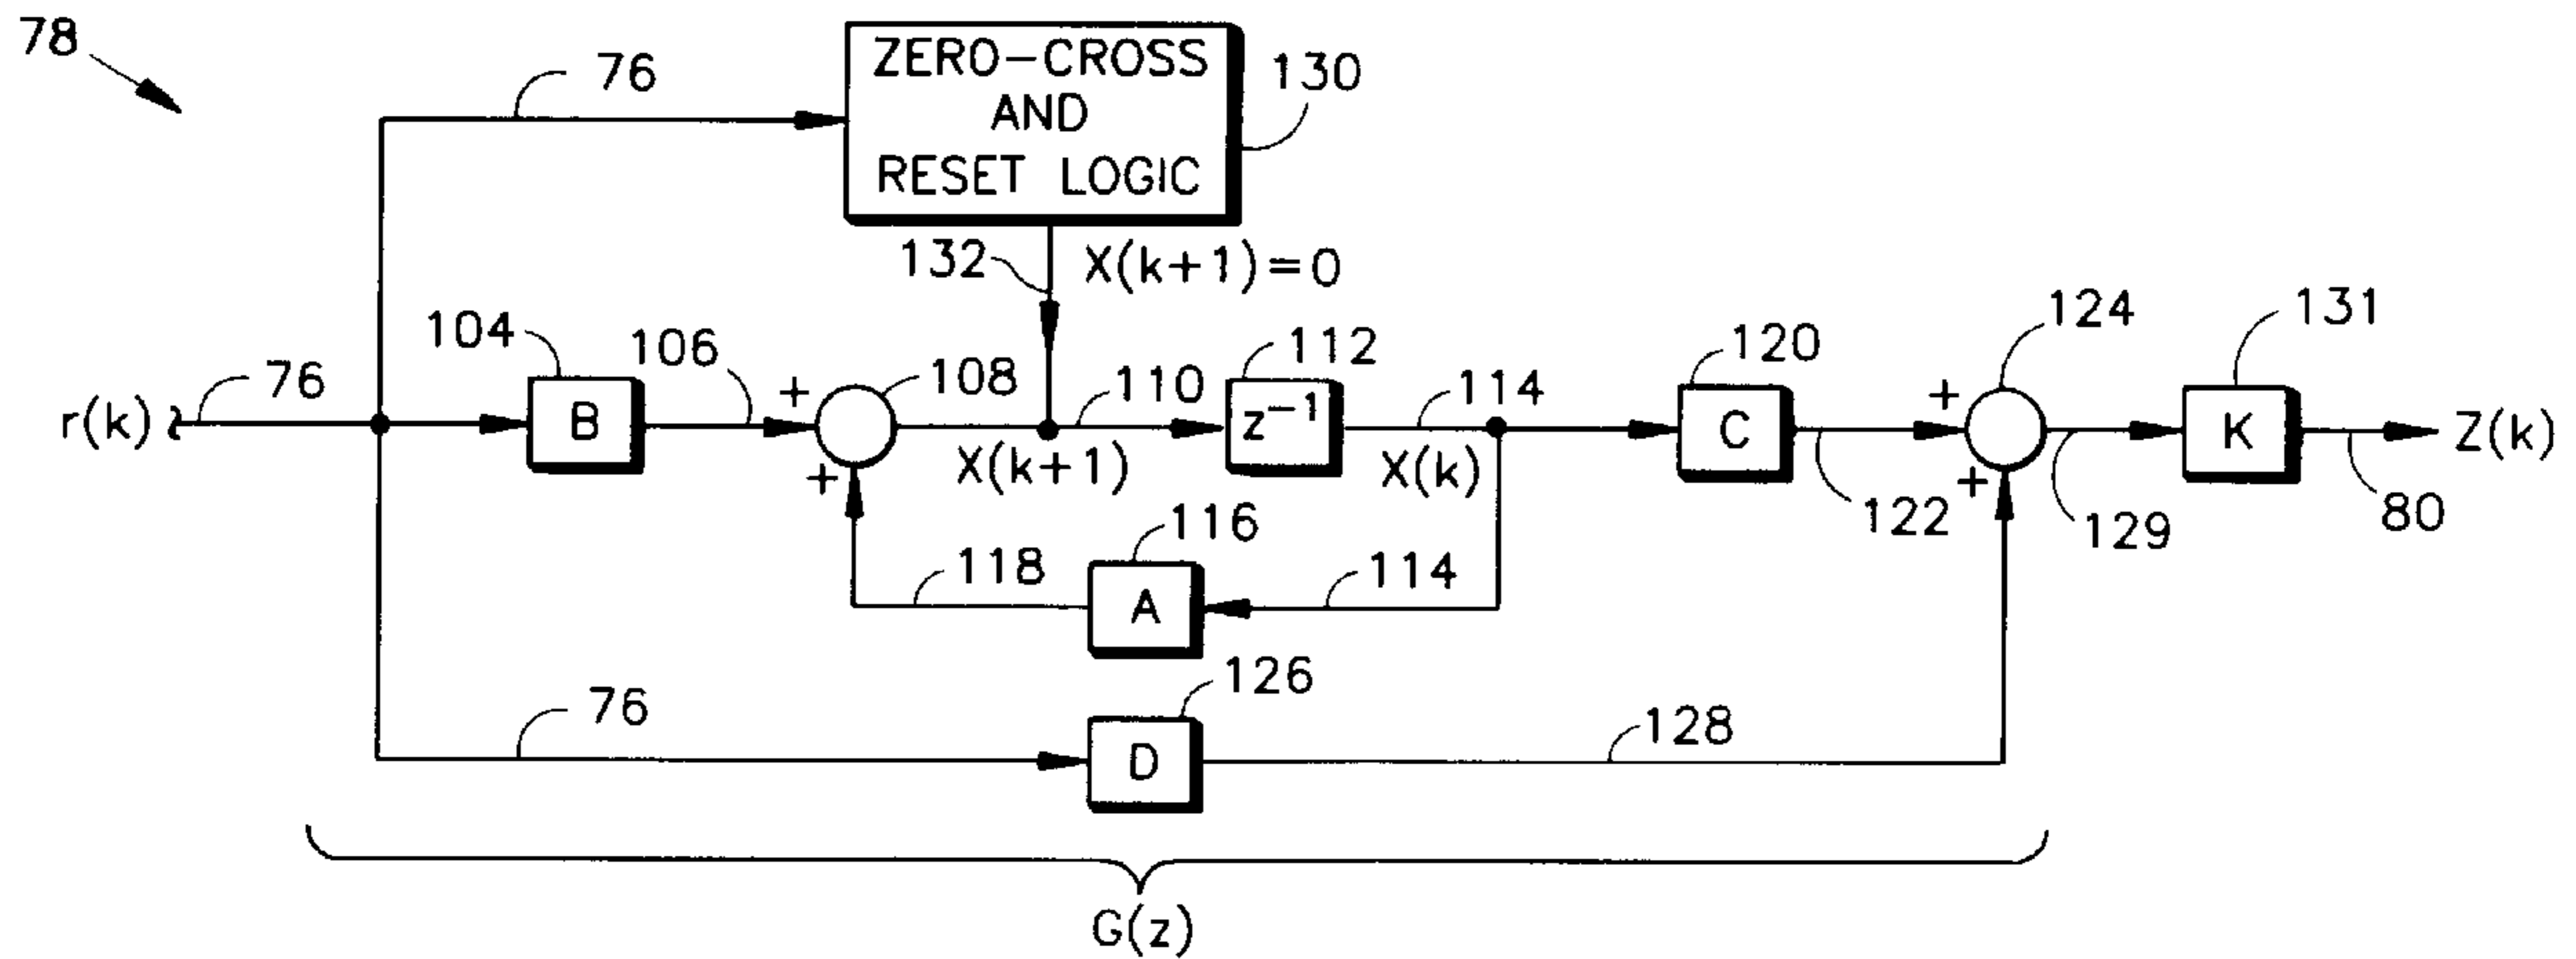 78
76
ZERO-CROSS
AND
RESET LOGIC
130
132
X(k+1)=0
r(k)
76
104
B
106
+
+
108
110
X(k+1)
112
z⁻¹
114
X(k)
120
C
122
+
+
124
129
131
K
80
Z(k)
118
116
A
114
76
126
D
128
G(z)